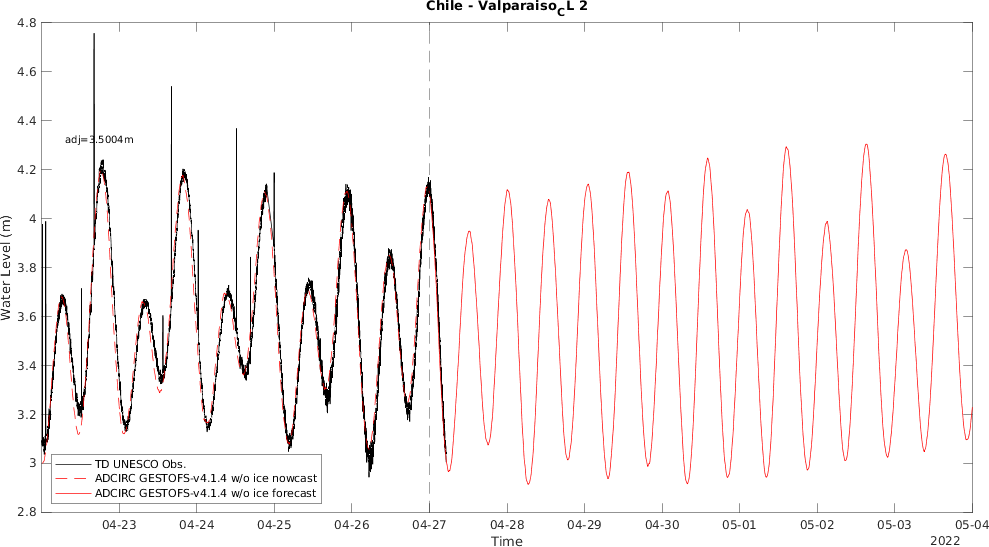 Chile - Valparaiso_CL 2
4.8
4.6
4.4
4.2
4
3.8
3.6
3.4
3.2
3
2.8
Water Level (m)
adj=3.5004m
TD UNESCO Obs.
ADCIRC GESTOFS-v4.1.4 w/o ice nowcast
ADCIRC GESTOFS-v4.1.4 w/o ice forecast
04-23 04-24 04-25 04-26 04-27 04-28 04-29 04-30 05-01 05-02 05-03 05-04
Time
2022